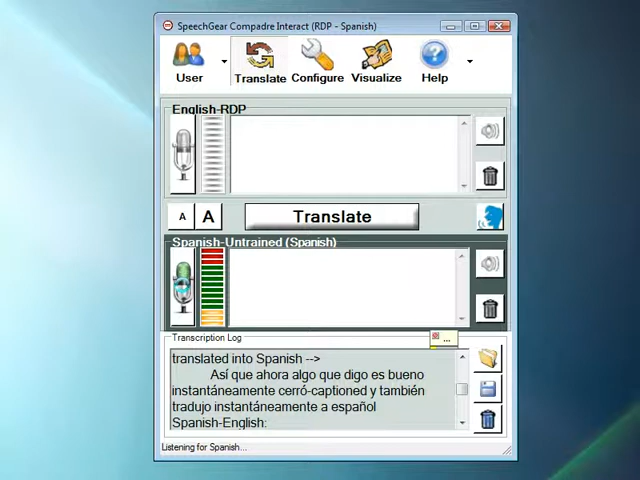 SpeechGear Compadre Interact (RDP - Spanish)
User Translate Configure Visualize Help
English-RDP
A A Translate
Spanish-Untrained (Spanish)
Transcription Log
...
translated into Spanish -->
Así que ahora algo que digo es bueno
instantáneamente cerró-captioned y también
tradujo instantáneamente a español
Spanish-English:
Listening for Spanish...